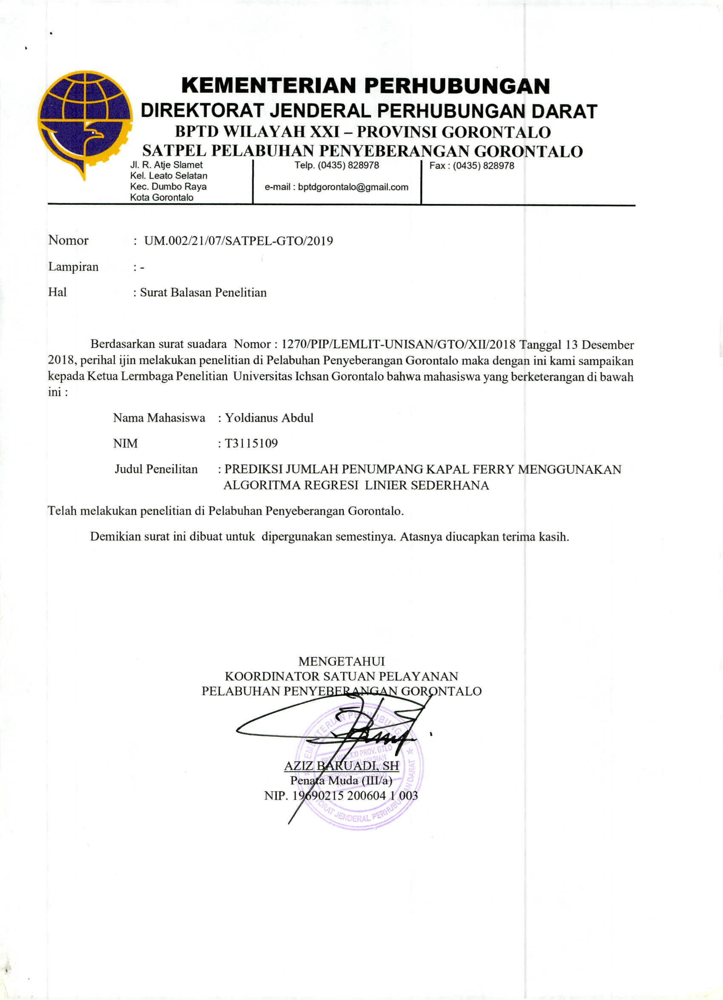 KEMENTERIAN PERHUBUNGAN
DIREKTORAT JENDERAL PERHUBUNGAN DARAT
BPTD WILAYAH XXI – PROVINSI GORONTALO
SATPEL PELABUHAN PENYEBERANGAN GORONTALO
Jl. R. Atje Slamet
Kel. Leato Selatan
Kec. Dumbo Raya
Kota Gorontalo
Telp. (0435) 828978
e-mail : bptdgorontalo@gmail.com
Fax : (0435) 828978
Nomor : UM.002/21/07/SATPEL-GTO/2019
Lampiran : -
Hal : Surat Balasan Penelitian
Berdasarkan surat suadara Nomor : 1270/PIP/LEMLIT-UNISAN/GTO/XII/2018 Tanggal 13 Desember
2018, perihal ijin melakukan penelitian di Pelabuhan Penyeberangan Gorontalo maka dengan ini kami sampaikan
kepada Ketua Lermbaga Penelitian Universitas Ichsan Gorontalo bahwa mahasiswa yang berketerangan di bawah
ini :
Nama Mahasiswa : Yoldianus Abdul
NIM : T3115109
Judul Peneilitan : PREDIKSI JUMLAH PENUMPANG KAPAL FERRY MENGGUNAKAN
ALGORITMA REGRESI LINIER SEDERHANA
Telah melakukan penelitian di Pelabuhan Penyeberangan Gorontalo.
Demikian surat ini dibuat untuk dipergunakan semestinya. Atasnya diucapkan terima kasih.
MENGETAHUI
KOORDINATOR SATUAN PELAYANAN
PELABUHAN PENYEBERANGAN GORONTALO
AZIZ BARUADI, SH
Penata Muda (III/a)
NIP. 19690215 200604 1 003
XXI PROV. GTLO
JENDERAL